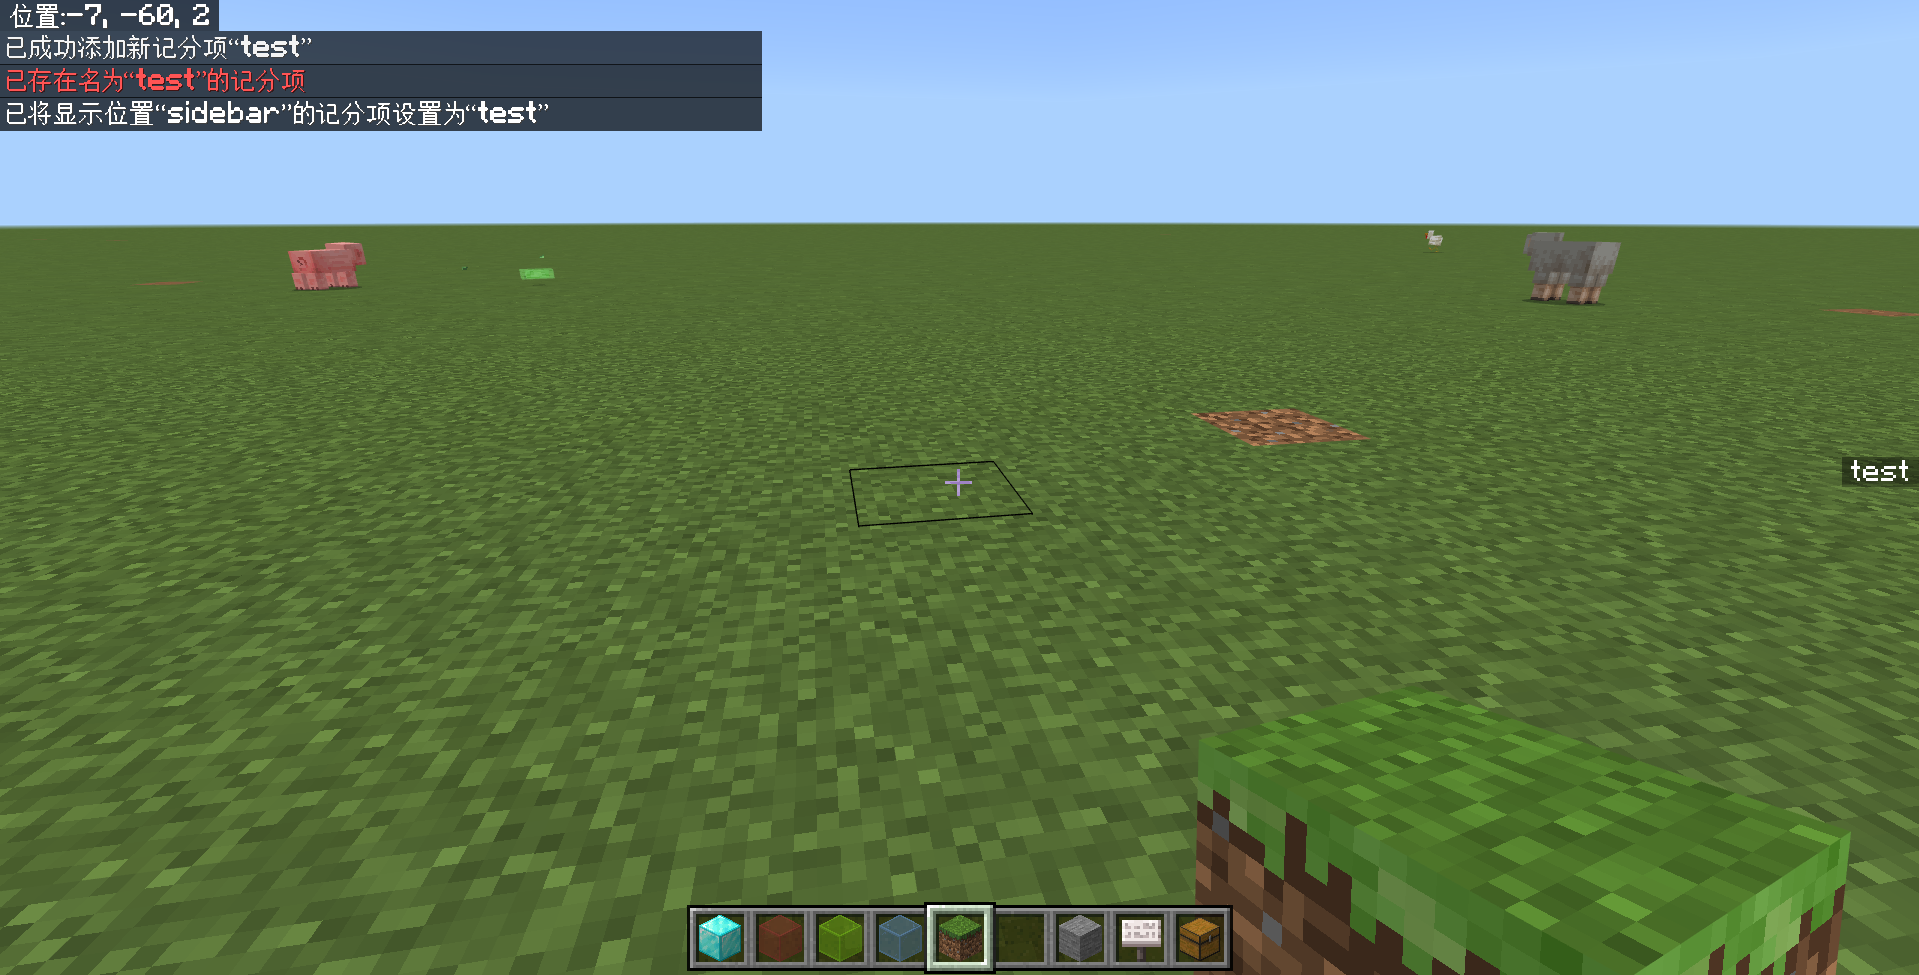 位置:-7, -60, 2
已成功添加新记分项“test”
已存在名为“test”的记分项
已将显示位置“sidebar”的记分项设置为“test”
test